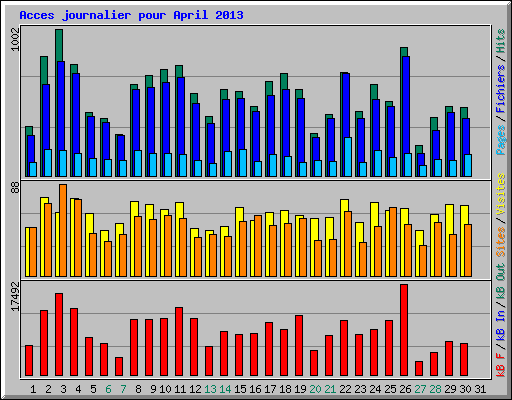 Acces journalier pour April 2013
1002
Pages / Fichiers / Hits
88
Sites / Visites
17492
kB F / kB In / kB Out
1 2 3 4 5 6 7 8 9 10 11 12 13 14 15 16 17 18 19 20 21 22 23 24 25 26 27 28 29 30 31